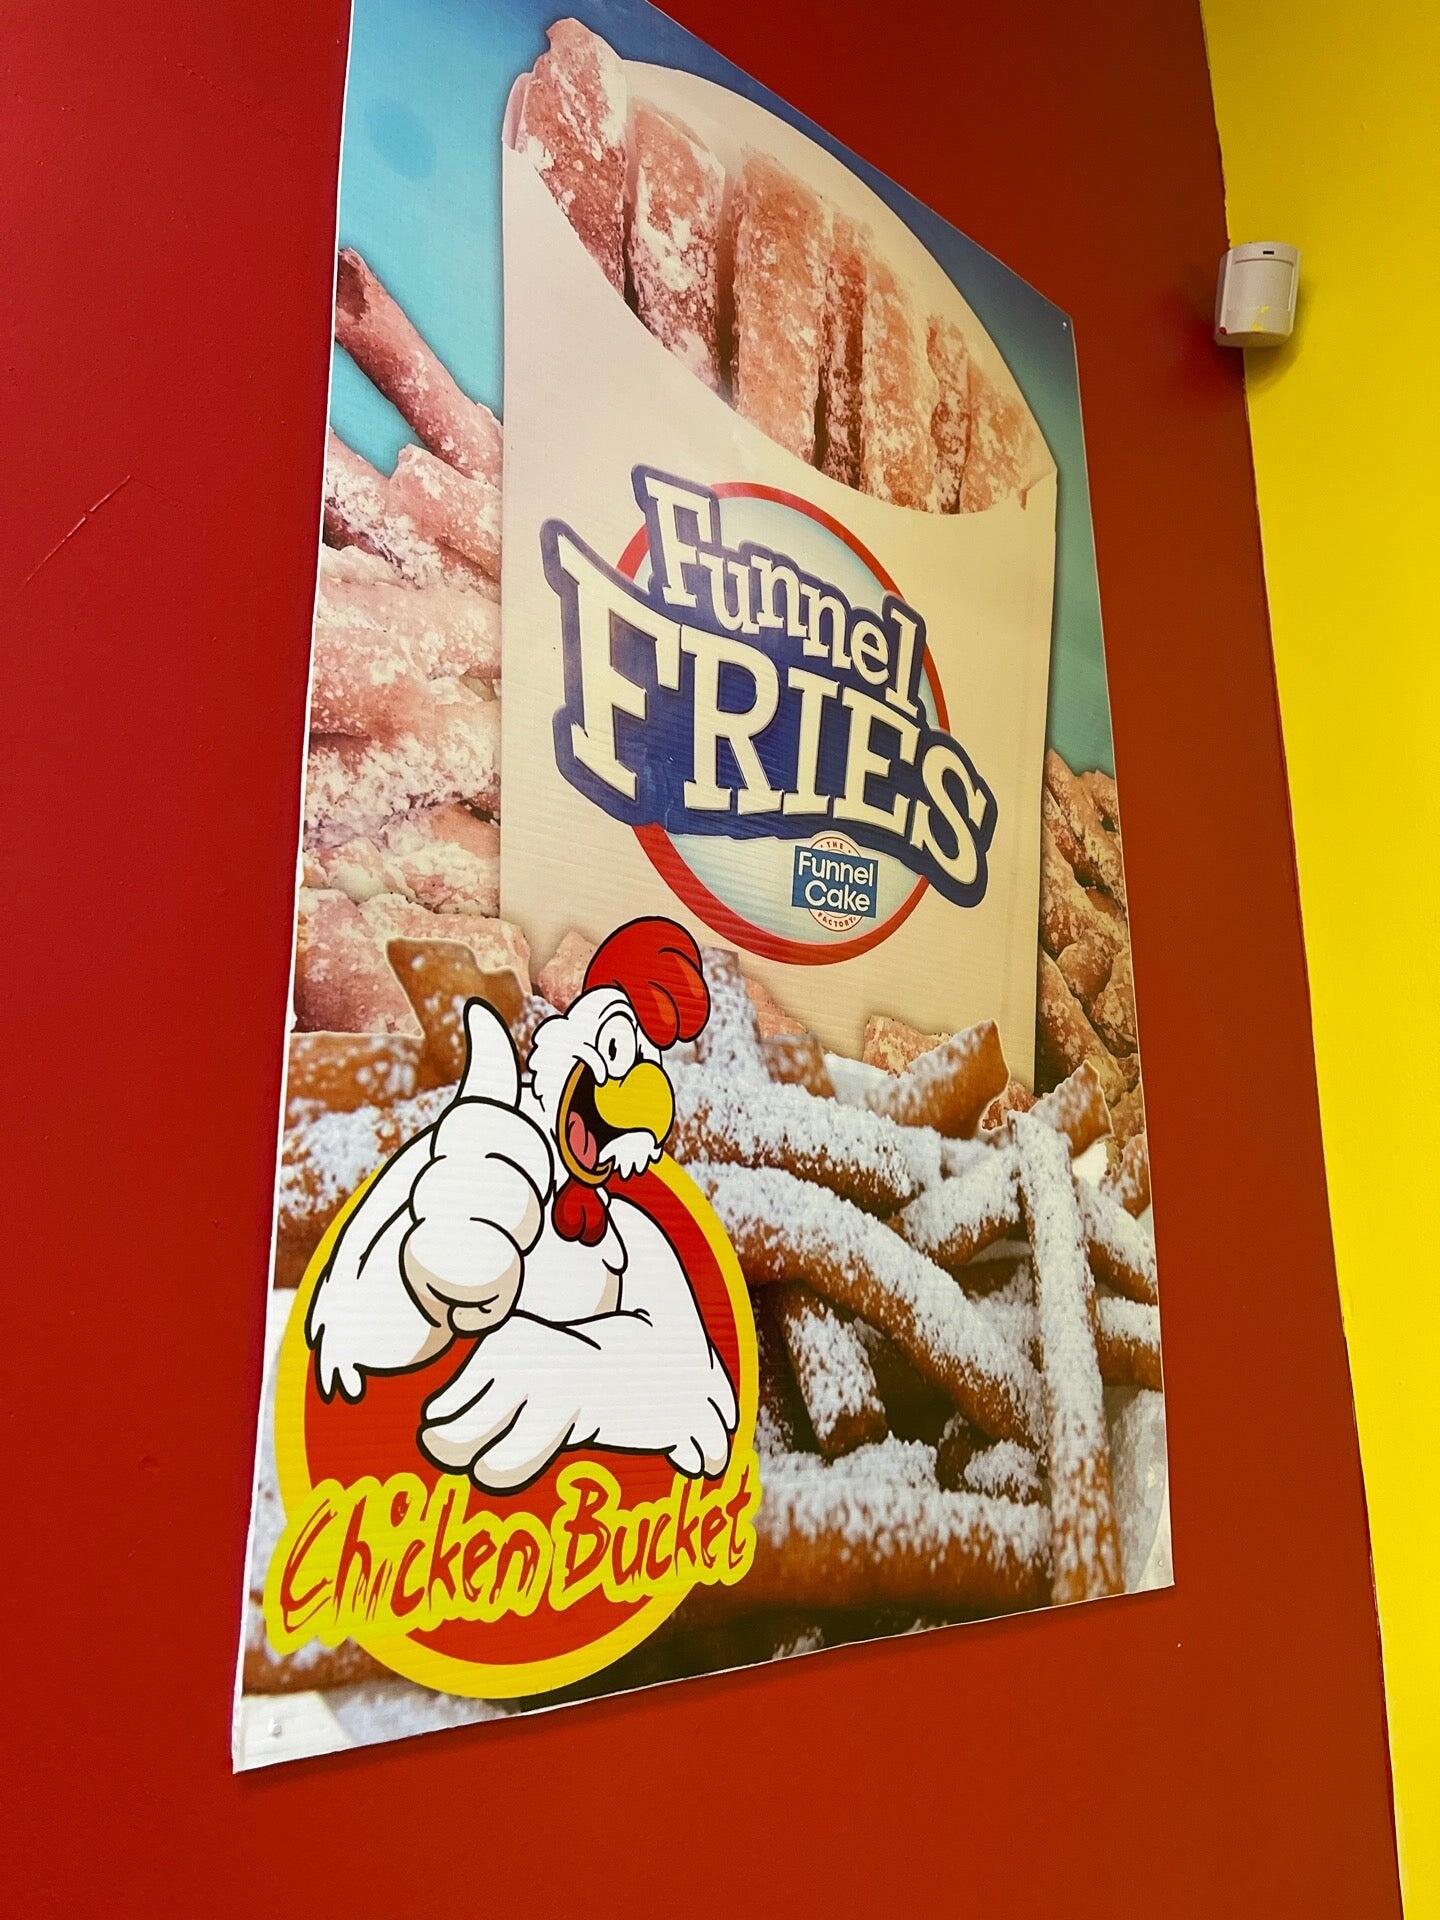 Funnel
FRIES
THE
Funnel
Cake
FACTORY
Chicken Bucket